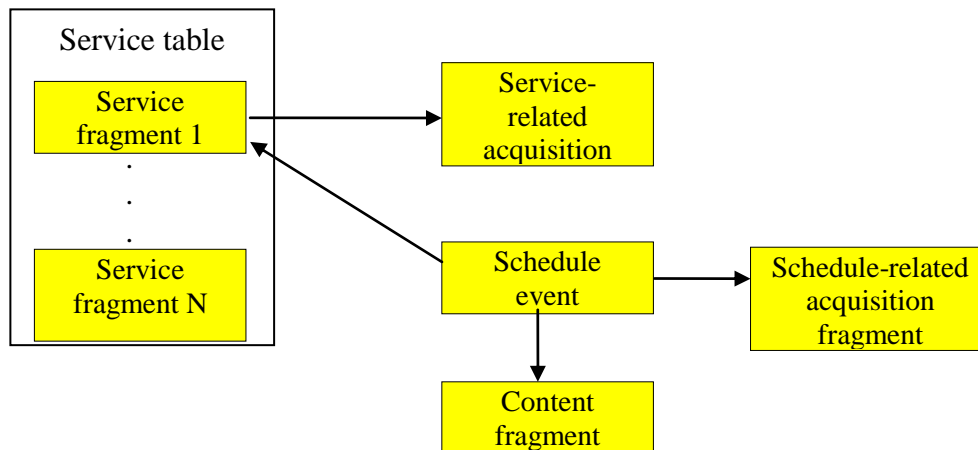 Service table
Service
fragment 1
.
.
.
Service
fragment N
Service-
related
acquisition
Schedule
event
Schedule-related
acquisition
fragment
Content
fragment